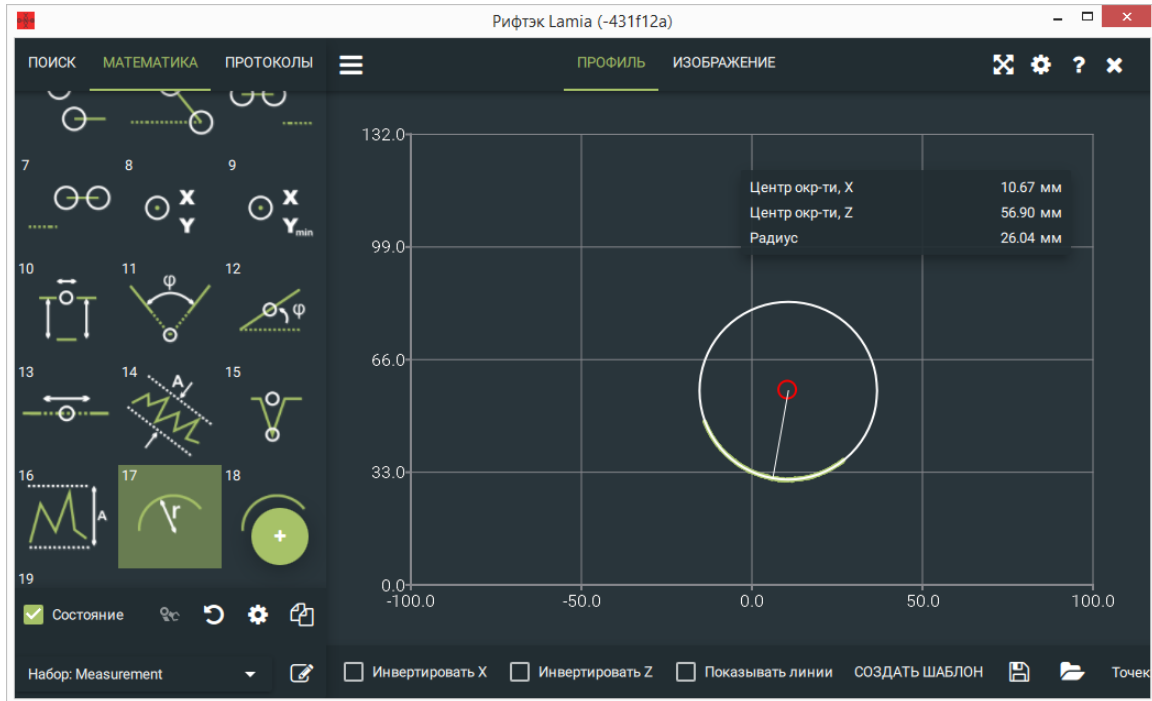 Рифтэк Lamia (-431f12a)
ПОИСК МАТЕМАТИКА ПРОТОКОЛЫ ПРОФИЛЬ ИЗОБРАЖЕНИЕ ?
7 8 9
X
Y
X
Ymin
10 11 12
φ φ
13 14 15
A
16 17 18
A r +
19
Состояние
Набор: Measurement
132.0
99.0
66.0
33.0
0.0
-100.0 -50.0 0.0 50.0 100.0
Центр окр-ти, X 10.67 мм
Центр окр-ти, Z 56.90 мм
Радиус 26.04 мм
Инвертировать X Инвертировать Z Показывать линии СОЗДАТЬ ШАБЛОН Точек